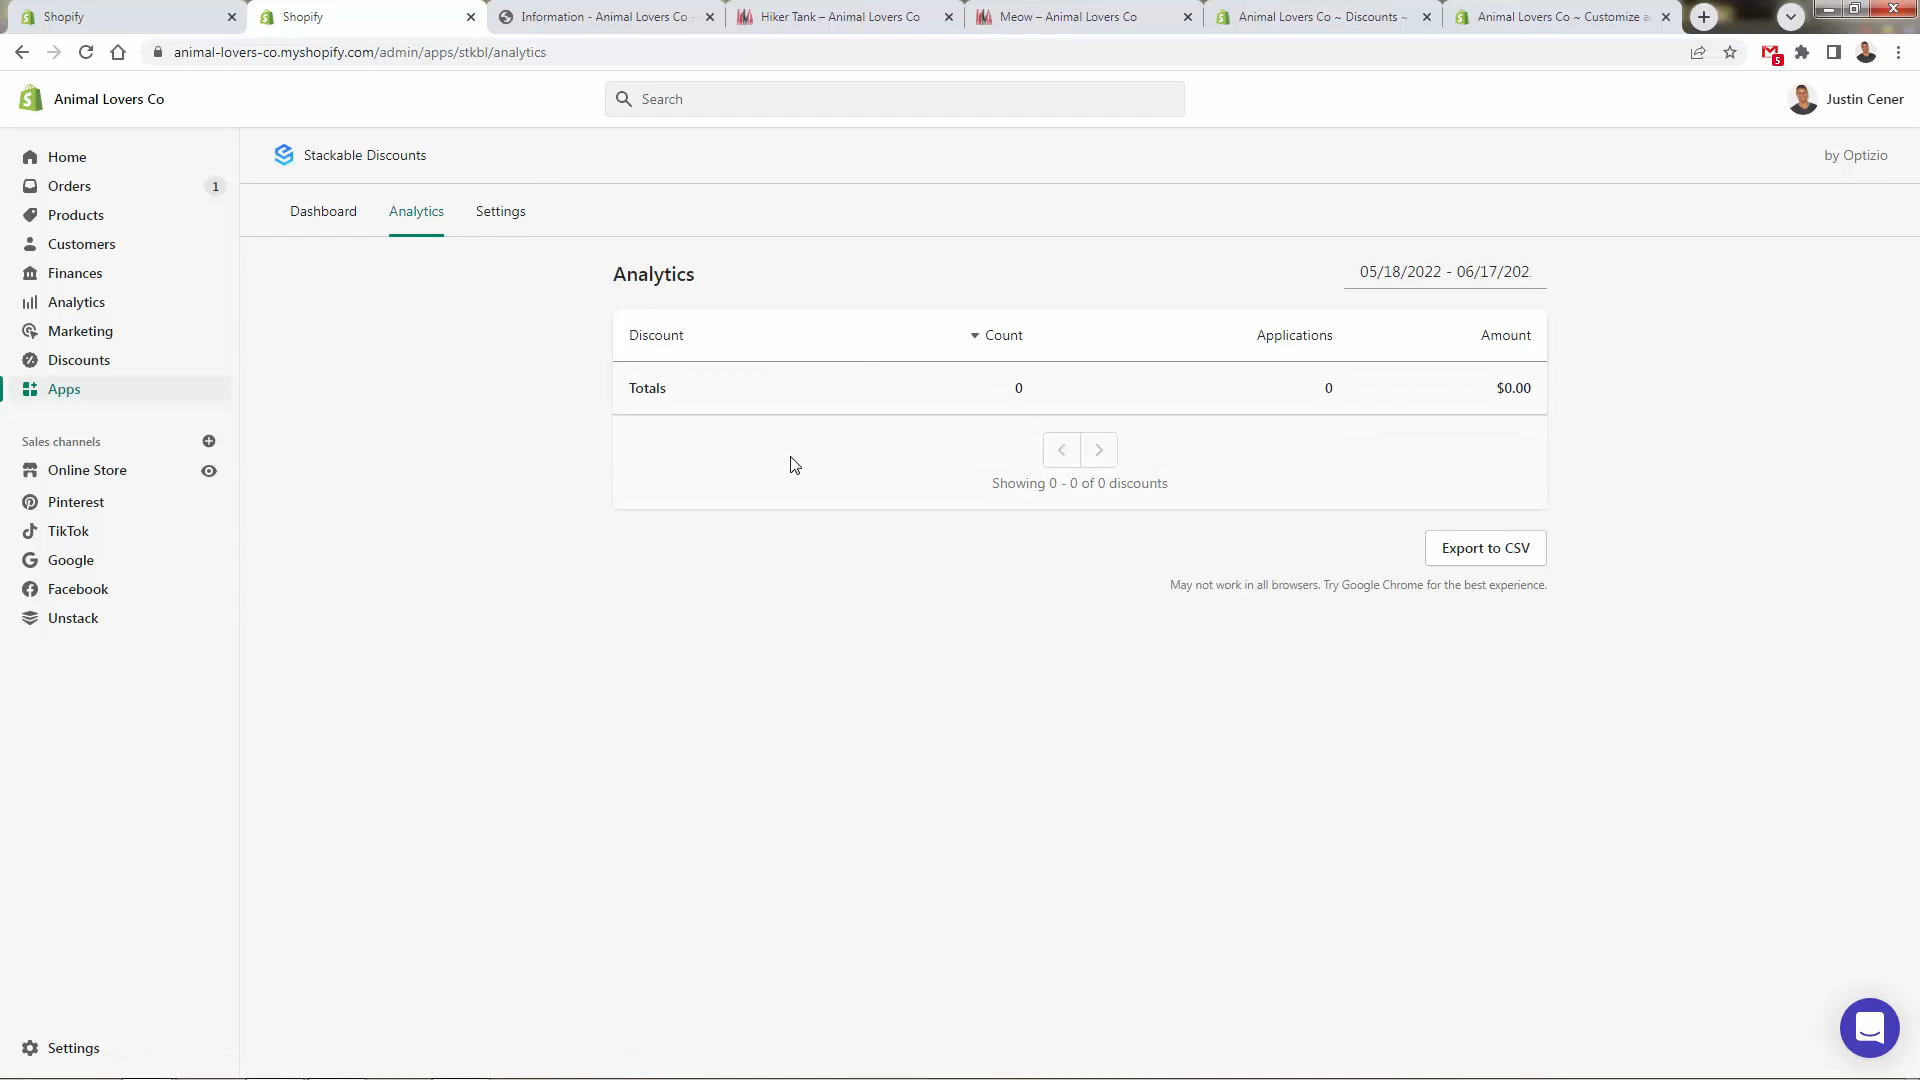 Shopify
Shopify
Information - Animal Lovers Co -
Hiker Tank – Animal Lovers Co
Meow – Animal Lovers Co
Animal Lovers Co ~ Discounts ~
Animal Lovers Co ~ Customize a
animal-lovers-co.myshopify.com/admin/apps/stkbl/analytics
5
Animal Lovers Co
Search
Justin Cener
Home
Orders 1
Products
Customers
Finances
Analytics
Marketing
Discounts
Apps
Sales channels
Online Store
Pinterest
TikTok
Google
Facebook
Unstack
Settings
Stackable Discounts
by Optizio
Dashboard Analytics Settings
Analytics
05/18/2022 - 06/17/202
Discount Count Applications Amount
Totals 0 0 $0.00
Showing 0 - 0 of 0 discounts
Export to CSV
May not work in all browsers. Try Google Chrome for the best experience.